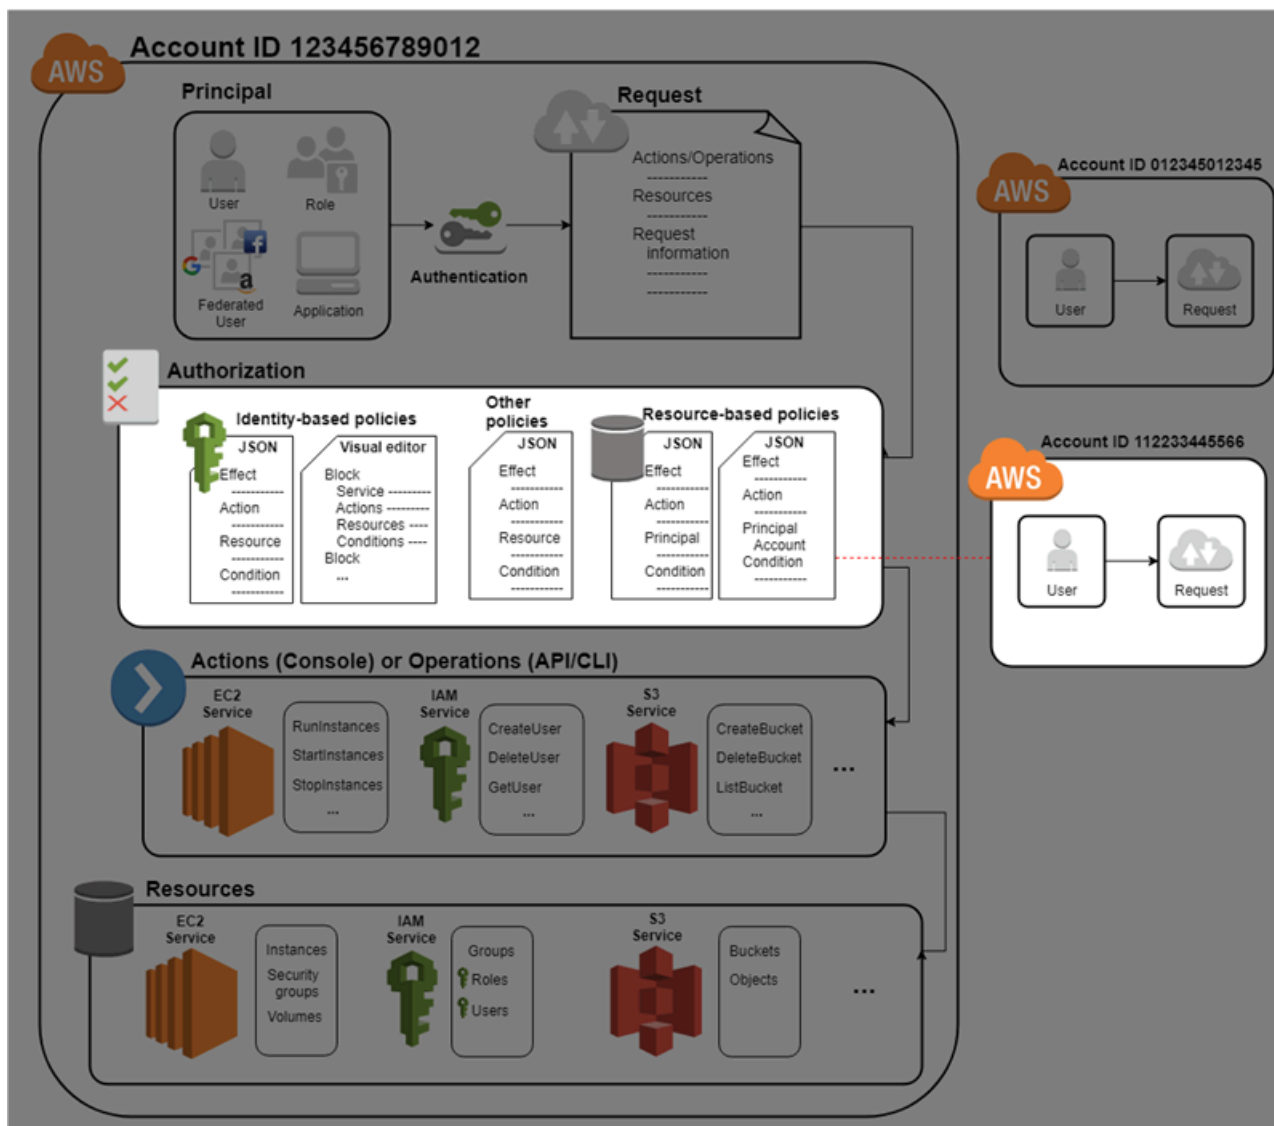 Account ID 123456789012
AWS
Principal
User
Role
Federated
User
Application
Authentication
Request
Actions/Operations
-----------
Resources
-----------
Request
information
-----------
-----------
Account ID 012345012345
AWS
User
Request
Authorization
Identity-based policies
JSON
Effect
-----------
Action
-----------
Resource
-----------
Condition
-----------
Visual editor
Block
Service ---------
Actions ---------
Resources ----
Conditions ----
Block
...
Other
policies
JSON
Effect
-----------
Action
-----------
Resource
-----------
Condition
-----------
Resource-based policies
JSON
Effect
-----------
Action
-----------
Principal
-----------
Condition
-----------
JSON
Effect
-----------
Action
-----------
Principal
Account
Condition
-----------
Account ID 112233445566
AWS
User
Request
Actions (Console) or Operations (API/CLI)
EC2
Service
RunInstances
StartInstances
StopInstances
...
IAM
Service
CreateUser
DeleteUser
GetUser
...
S3
Service
CreateBucket
DeleteBucket
ListBucket
...
...
Resources
EC2
Service
Instances
Security
groups
Volumes
IAM
Service
Groups
Roles
Users
S3
Service
Buckets
Objects
...